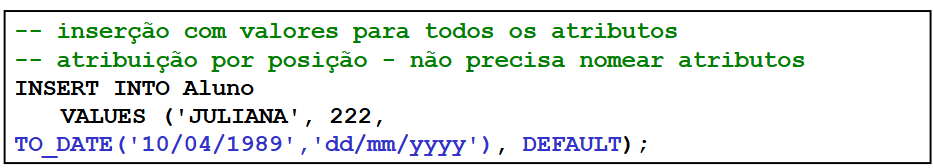 -- inserção com valores para todos os atributos
-- atribuição por posição - não precisa nomear atributos
INSERT INTO Aluno
VALUES ('JULIANA', 222,
TO_DATE('10/04/1989','dd/mm/yyyy'), DEFAULT);